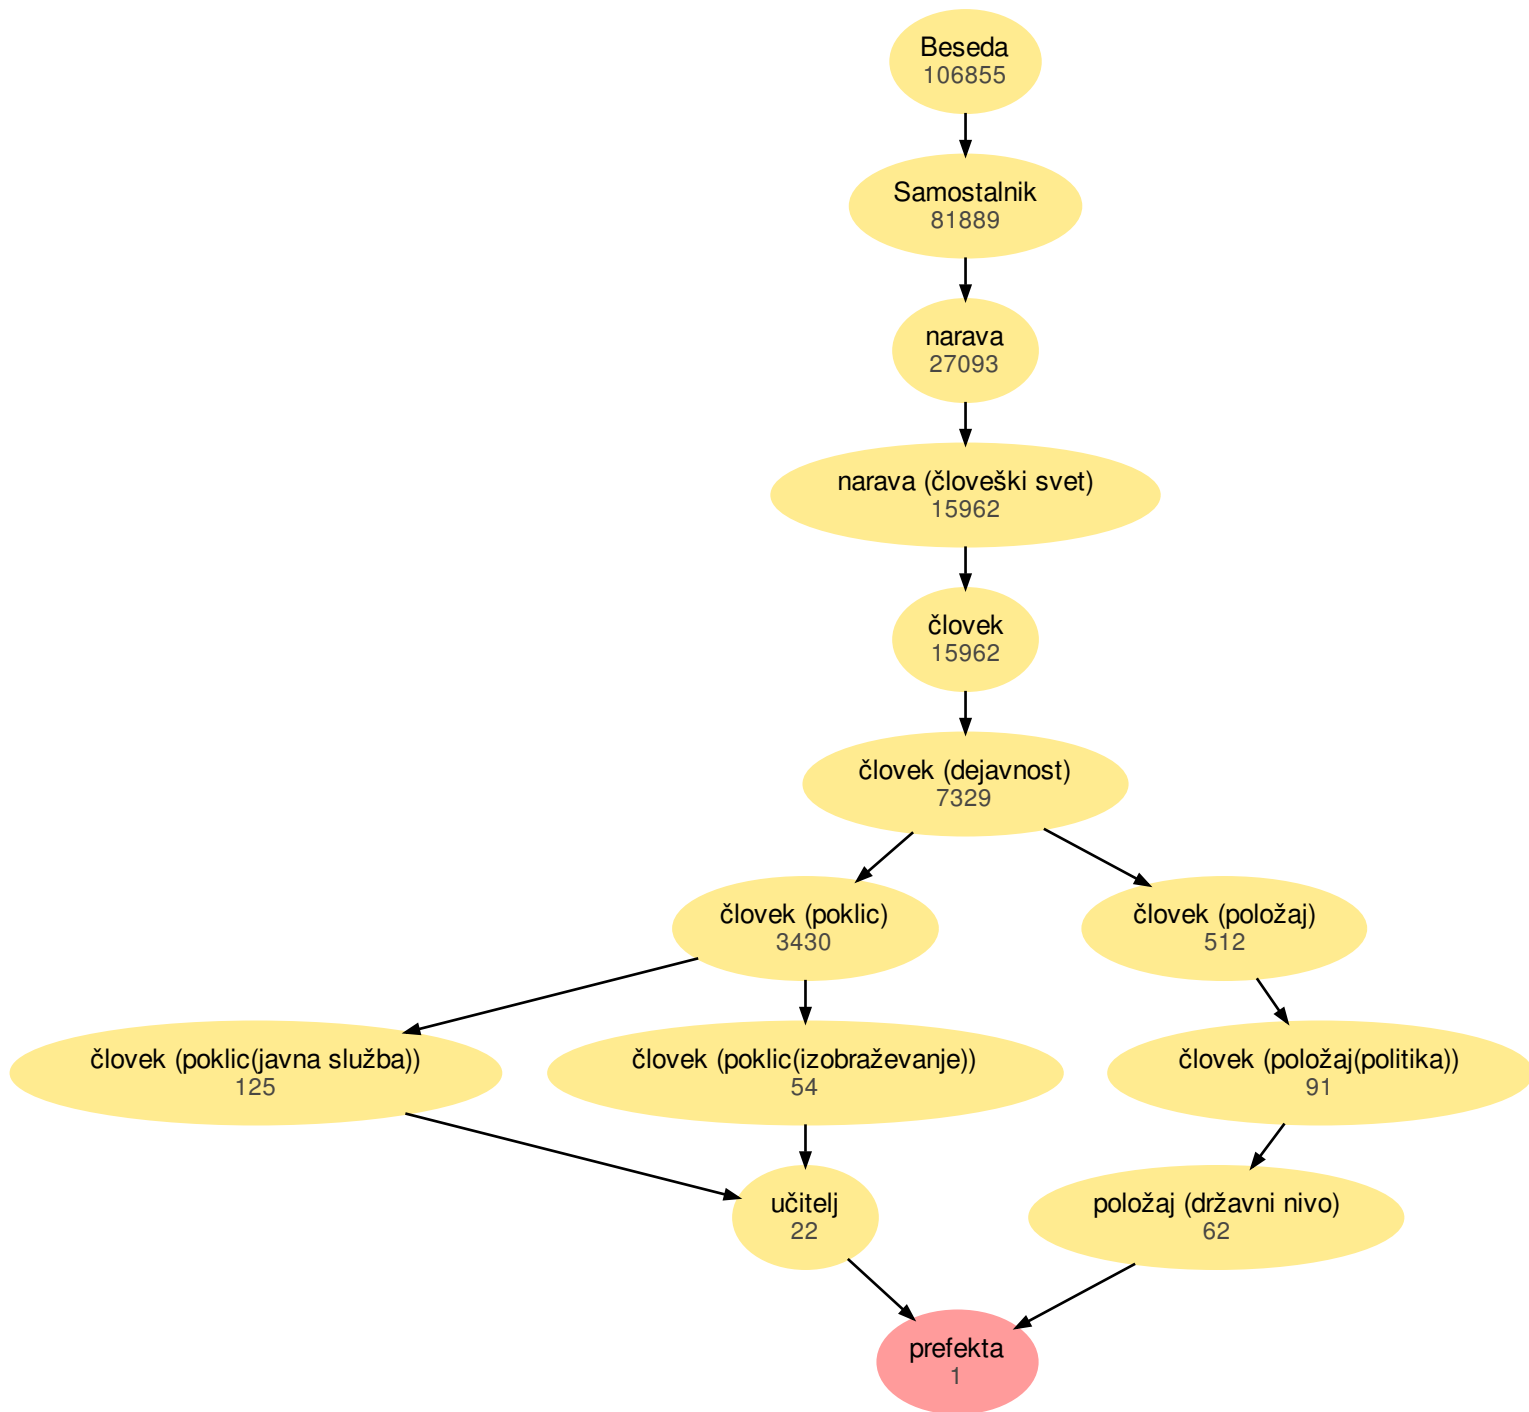 Beseda
106855
Samostalnik
81889
narava
27093
narava (človeški svet)
15962
človek
15962
človek (dejavnost)
7329
človek (poklic)
3430
človek (položaj)
512
človek (poklic(javna služba))
125
človek (poklic(izobraževanje))
54
človek (položaj(politika))
91
učitelj
22
položaj (državni nivo)
62
prefekta
1